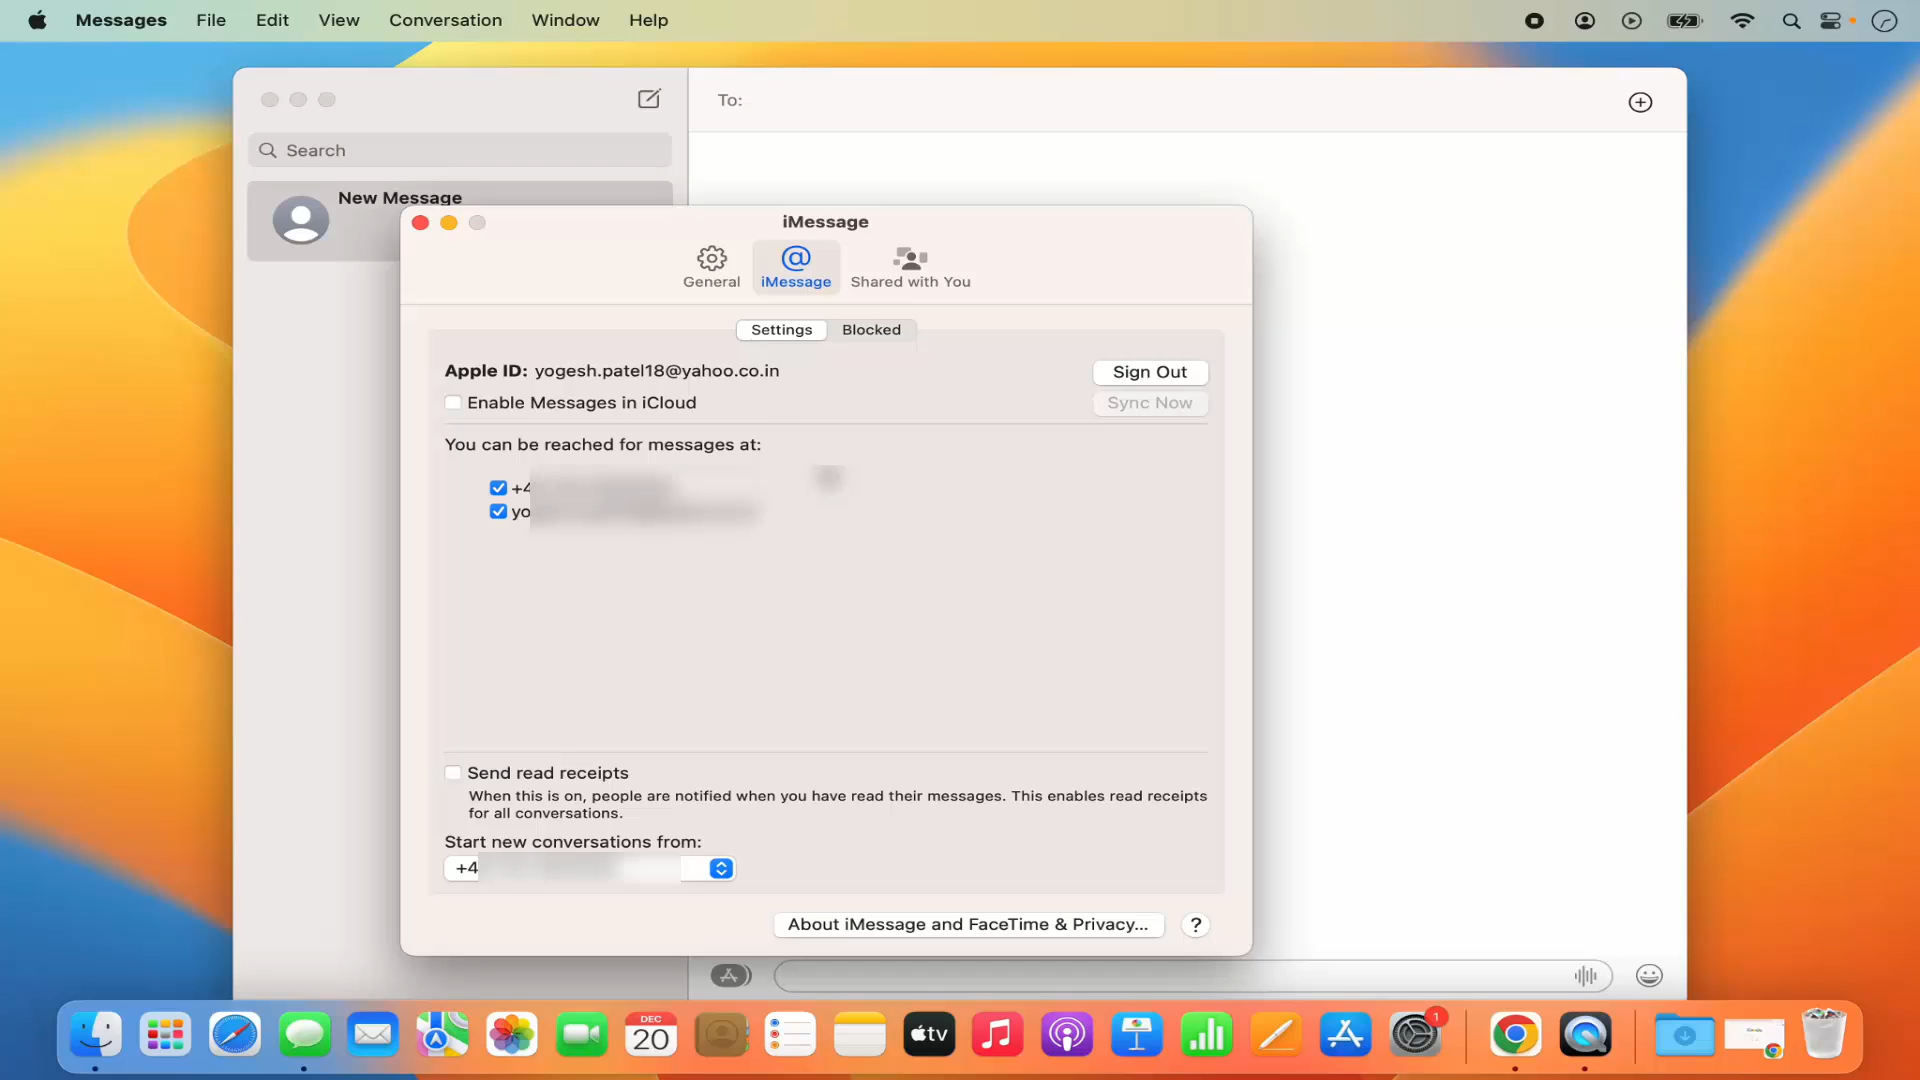 Messages File Edit View Conversation Window Help
To:
Search
New Message
iMessage
General iMessage Shared with You
Settings Blocked
Apple ID: yogesh.patel18@yahoo.co.in Sign Out
Enable Messages in iCloud Sync Now
You can be reached for messages at:
+4
yo
Send read receipts
When this is on, people are notified when you have read their messages. This enables read receipts
for all conversations.
Start new conversations from:
+4
About iMessage and FaceTime & Privacy... ?
DEC
20
tv
1